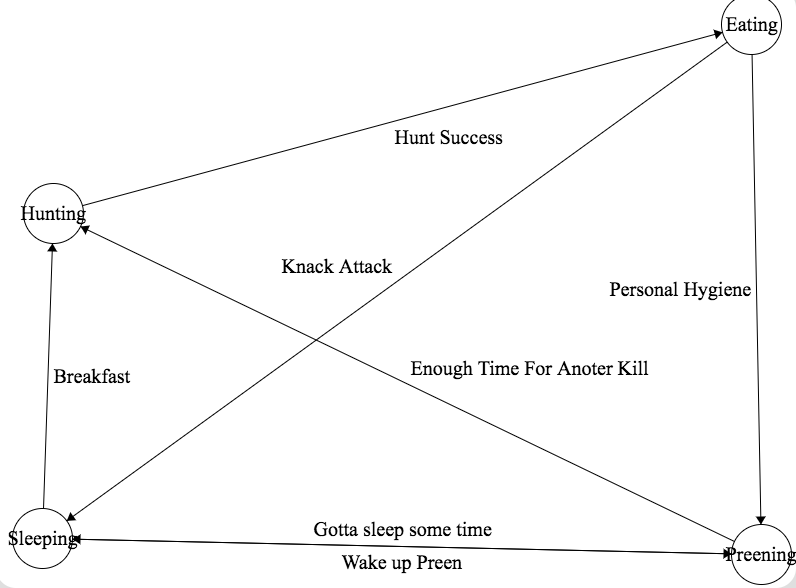 Eating
Hunt Success
Hunting
Knack Attack
Personal Hygiene
Enough Time For Anoter Kill
Breakfast
Gotta sleep some time
Sleeping
Preening
Wake up Preen